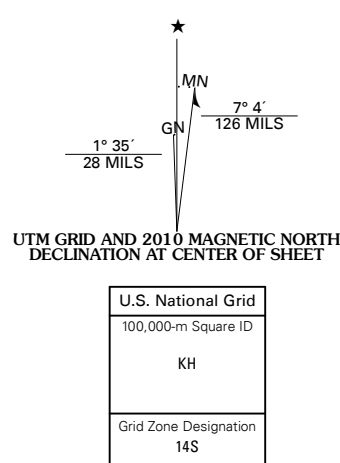 ★
MN
GN
7° 4´
126 MILS
1° 35´
28 MILS
UTM GRID AND 2010 MAGNETIC NORTH
DECLINATION AT CENTER OF SHEET
U.S. National Grid
100,000-m Square ID
KH
Grid Zone Designation
14S